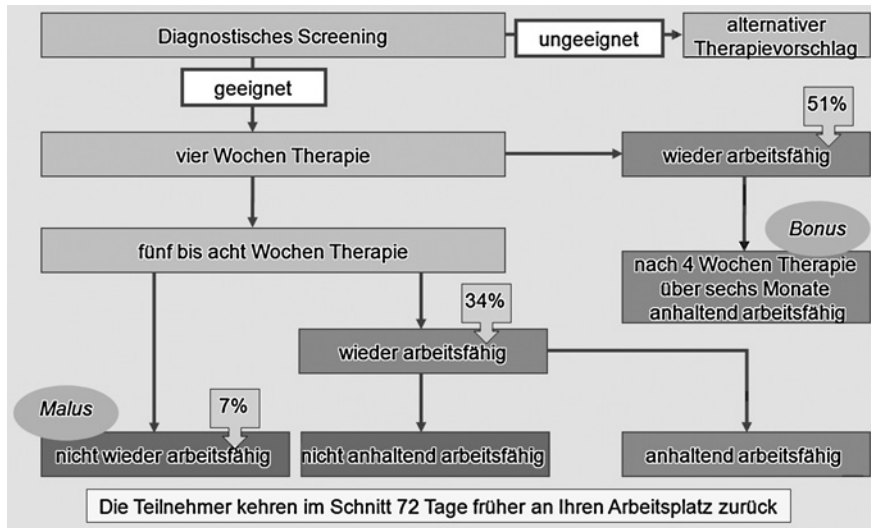 Diagnostisches Screening
ungeeignet
alternativer
Therapievorschlag
geeignet
51%
vier Wochen Therapie
wieder arbeitsfähig
Bonus
fünf bis acht Wochen Therapie
nach 4 Wochen Therapie
über sechs Monate
anhaltend arbeitsfähig
34%
wieder arbeitsfähig
Malus
7%
nicht wieder arbeitsfähig
nicht anhaltend arbeitsfähig
anhaltend arbeitsfähig
Die Teilnehmer kehren im Schnitt 72 Tage früher an Ihren Arbeitsplatz zurück